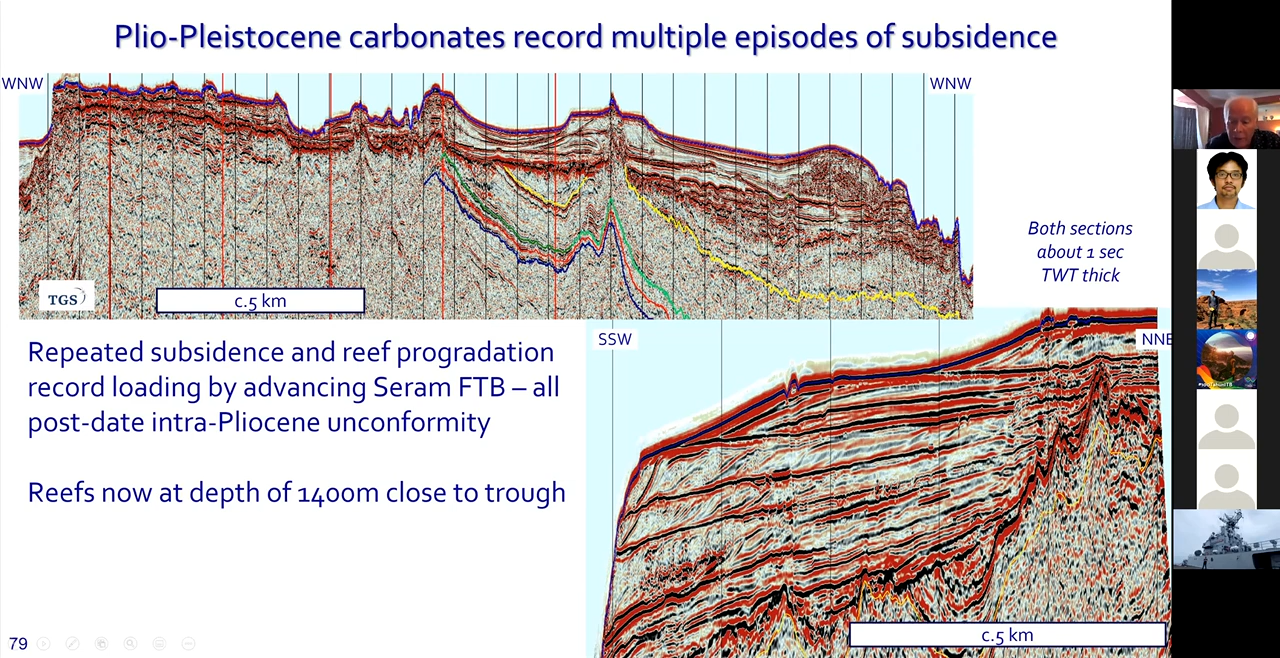 Plio-Pleistocene carbonates record multiple episodes of subsidence
WNW
WNW
TGS
c.5 km
Both sections
about 1 sec
TWT thick
Repeated subsidence and reef progradation
record loading by advancing Seram FTB – all
post-date intra-Pliocene unconformity
Reefs now at depth of 1400m close to trough
SSW
NNE
c.5 km
79